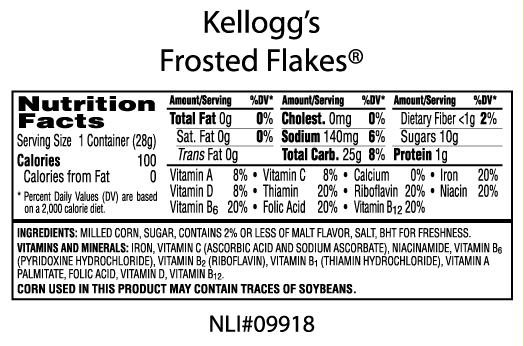 Kellogg's
Frosted Flakes®
Nutrition
Facts
Serving Size 1 Container (28g)
Calories 100
Calories from Fat 0
* Percent Daily Values (DV) are based
on a 2,000 calorie diet.
Amount/Serving %DV* Amount/Serving %DV* Amount/Serving %DV*
Total Fat 0g 0% Cholest. 0mg 0% Dietary Fiber <1g 2%
Sat. Fat 0g 0% Sodium 140mg 6% Sugars 10g
Trans Fat 0g Total Carb. 25g 8% Protein 1g
Vitamin A 8% • Vitamin C 8% • Calcium 0% • Iron 20%
Vitamin D 8% • Thiamin 20% • Riboflavin 20% • Niacin 20%
Vitamin B6 20% • Folic Acid 20% • Vitamin B12 20%
INGREDIENTS: MILLED CORN, SUGAR, CONTAINS 2% OR LESS OF MALT FLAVOR, SALT, BHT FOR FRESHNESS.
VITAMINS AND MINERALS: IRON, VITAMIN C (ASCORBIC ACID AND SODIUM ASCORBATE), NIACINAMIDE, VITAMIN B6
(PYRIDOXINE HYDROCHLORIDE), VITAMIN B2 (RIBOFLAVIN), VITAMIN B1 (THIAMIN HYDROCHLORIDE), VITAMIN A
PALMITATE, FOLIC ACID, VITAMIN D, VITAMIN B12.
CORN USED IN THIS PRODUCT MAY CONTAIN TRACES OF SOYBEANS.
NLI#09918